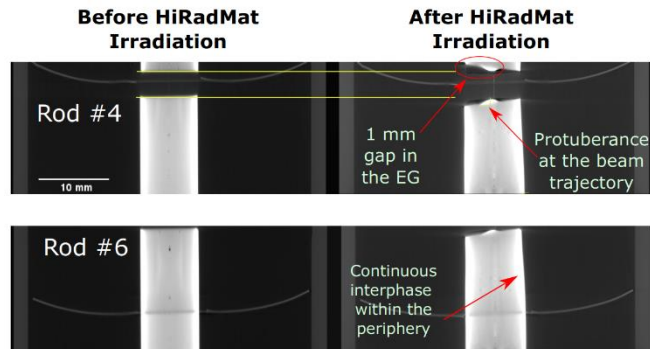 Before HiRadMat
Irradiation
After HiRadMat
Irradiation
Rod #4
10 mm
1 mm
gap in
the EG
Protuberance
at the beam
trajectory
Rod #6
Continuous
interphase
within the
periphery